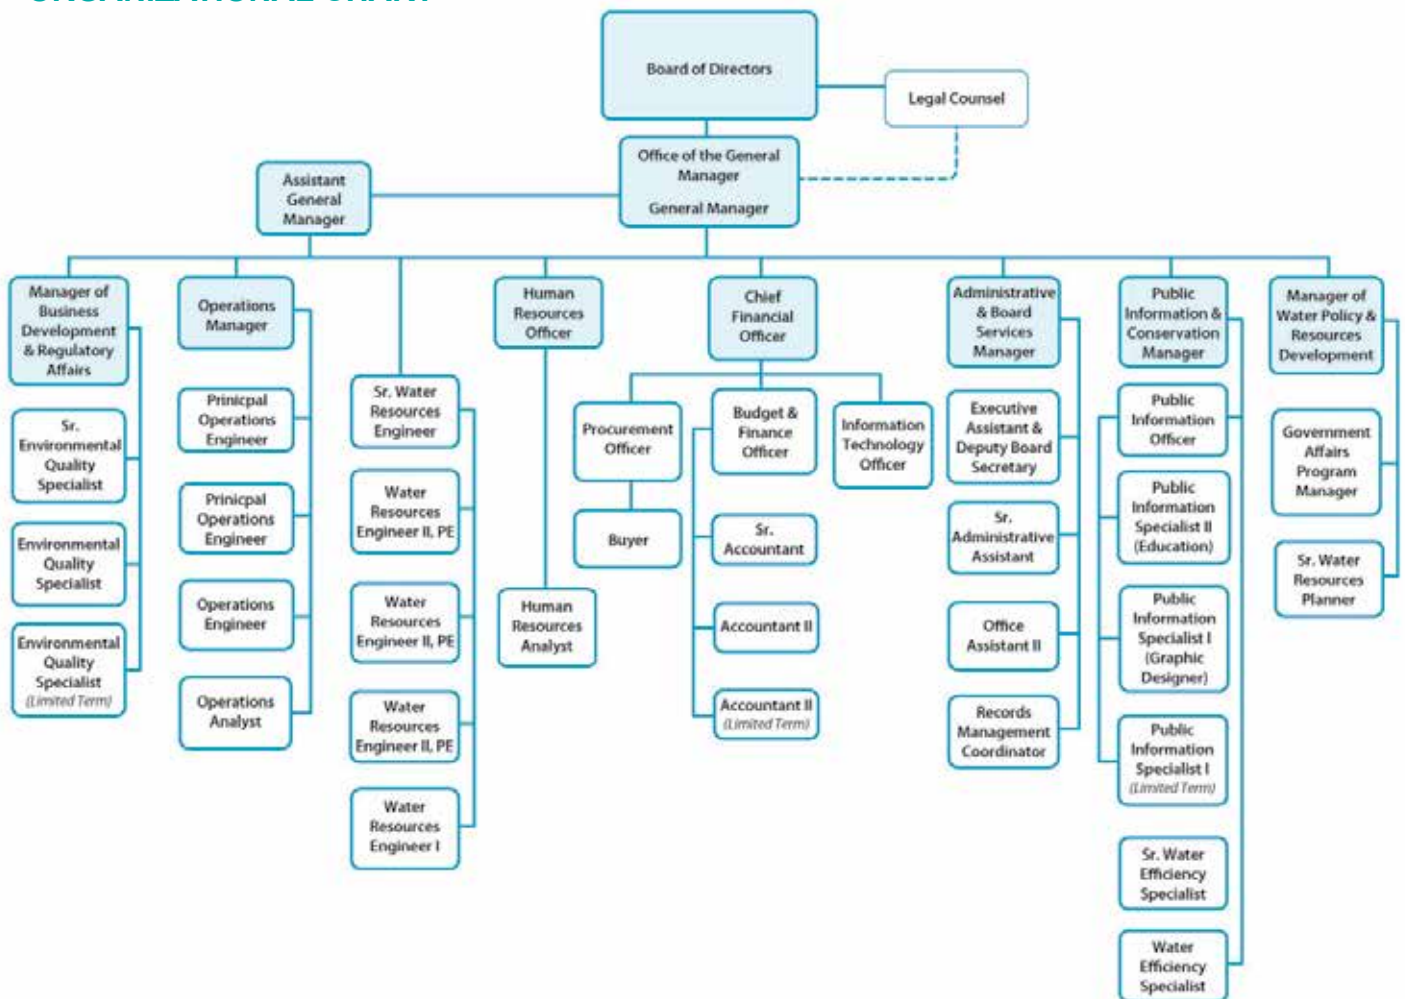 ORGANIZATIONAL CHART
Board of Directors
Legal Counsel
Office of the General
Manager
General Manager
Assistant
General
Manager
Manager of
Business
Development
& Regulatory
Affairs
Sr.
Environmental
Quality
Specialist
Environmental
Quality
Specialist
Environmental
Quality
Specialist
(Limited Term)
Operations
Manager
Prinicpal
Operations
Engineer
Prinicpal
Operations
Engineer
Operations
Engineer
Operations
Analyst
Sr. Water
Resources
Engineer
Water
Resources
Engineer II, PE
Water
Resources
Engineer II, PE
Water
Resources
Engineer II, PE
Water
Resources
Engineer I
Human
Resources
Officer
Human
Resources
Analyst
Chief
Financial
Officer
Procurement
Officer
Buyer
Budget &
Finance
Officer
Sr.
Accountant
Accountant II
Accountant II
(Limited Term)
Information
Technology
Officer
Administrative
& Board
Services
Manager
Executive
Assistant &
Deputy Board
Secretary
Sr.
Administrative
Assistant
Office
Assistant II
Records
Management
Coordinator
Public
Information &
Conservation
Manager
Public
Information
Officer
Public
Information
Specialist II
(Education)
Public
Information
Specialist I
(Graphic
Designer)
Public
Information
Specialist I
(Limited Term)
Sr. Water
Efficiency
Specialist
Water
Efficiency
Specialist
Manager of
Water Policy &
Resources
Development
Government
Affairs
Program
Manager
Sr. Water
Resources
Planner